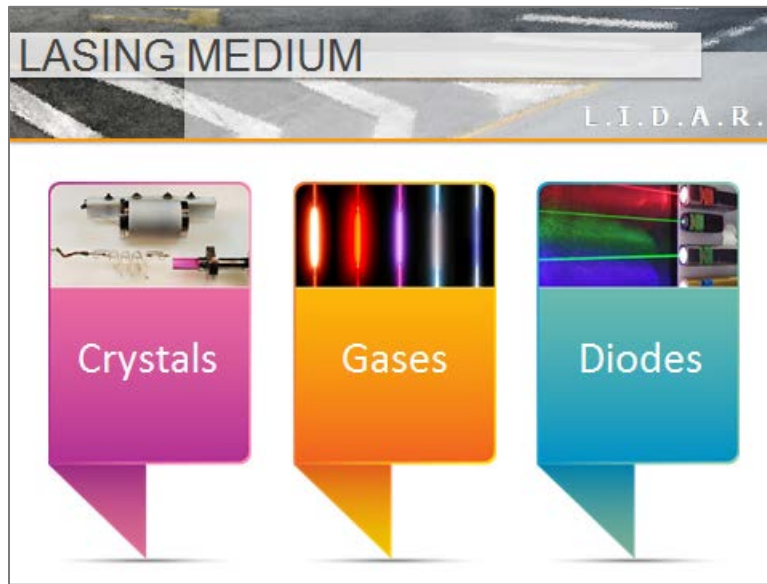 LASING MEDIUM
L.I.D.A.R.
Crystals
Gases
Diodes